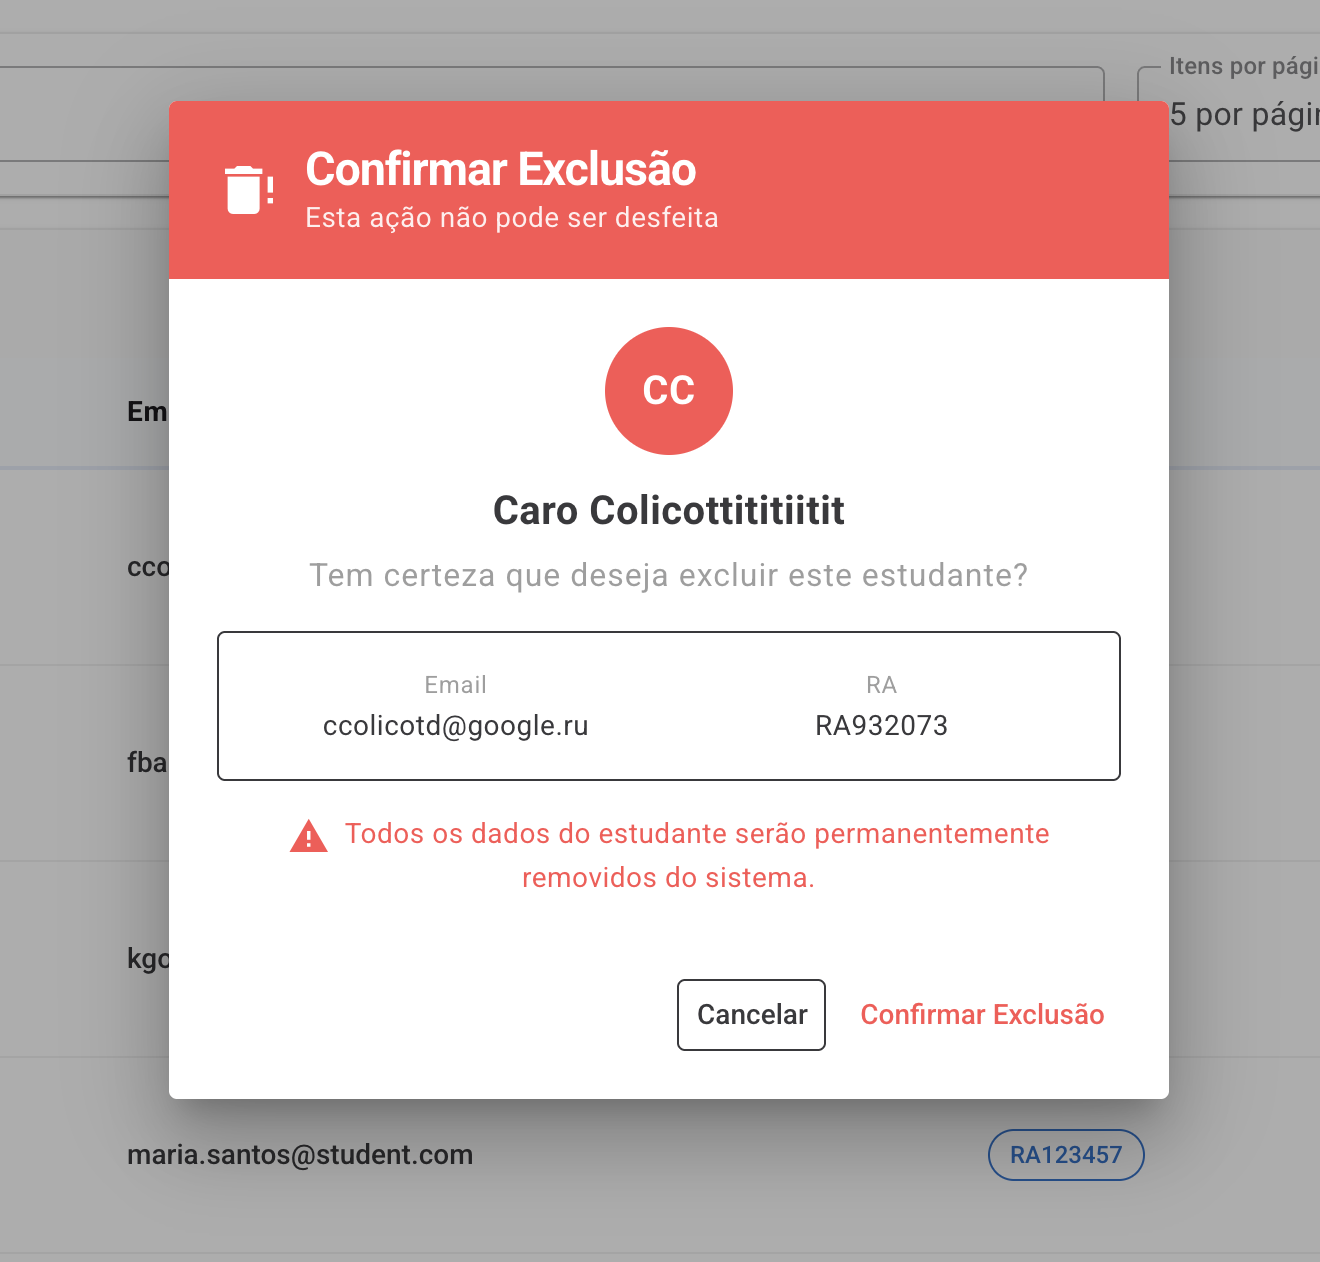 Itens por pági
5 por págin
Confirmar Exclusão
Esta ação não pode ser desfeita
CC
Em
Caro Colicottititiitit
cco
Tem certeza que deseja excluir este estudante?
Email
RA
ccolicotd@google.ru
RA932073
fba
Todos os dados do estudante serão permanentemente
removidos do sistema.
kgo
Cancelar
Confirmar Exclusão
maria.santos@student.com
RA123457